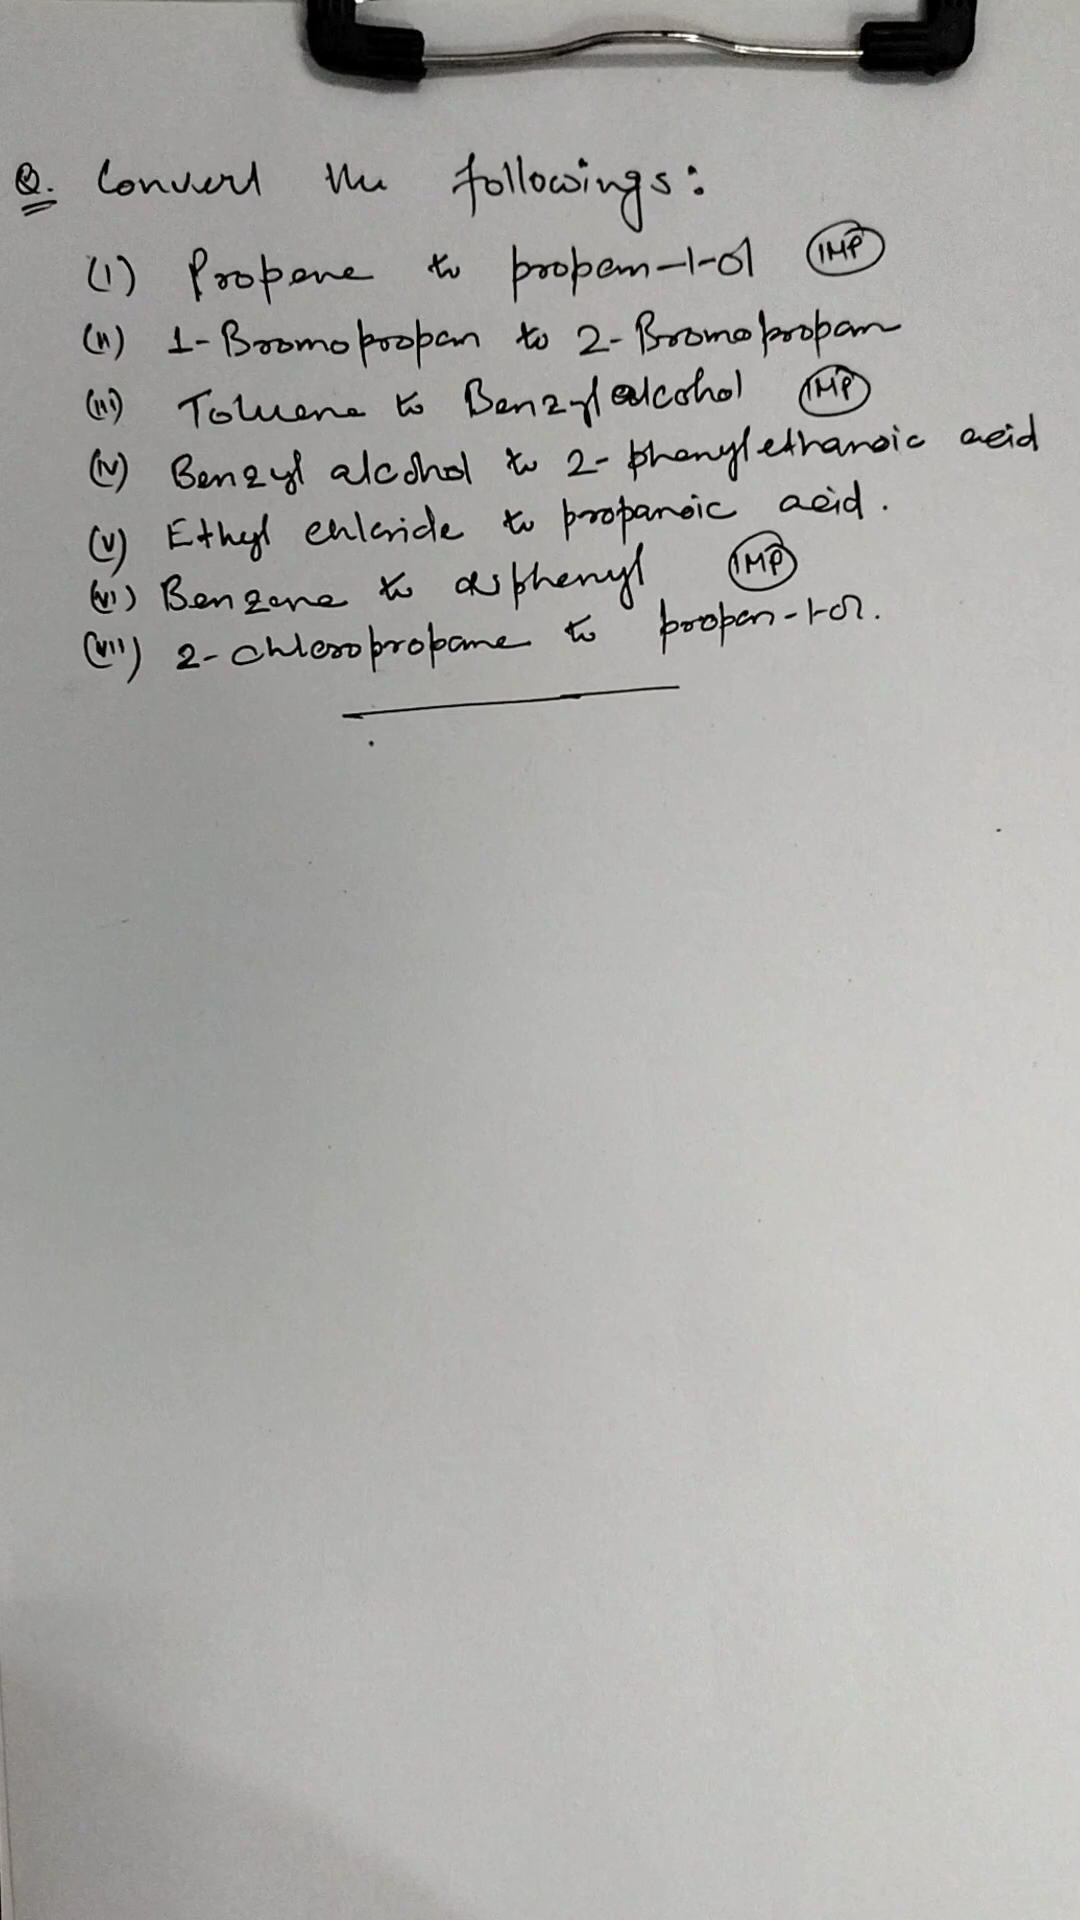 Q. Convert the followings:
(i) Propene to propan-1-ol IMP
(ii) 1-Bromopropan to 2-Bromopropan
(iii) Toluene to Benzyl alcohol IMP
(iv) Benzyl alcohol to 2-phenylethanoic acid
(v) Ethyl chloride to propanoic acid.
(vi) Benzene to diphenyl IMP
(vii) 2-chloropropane to propan-1-ol.